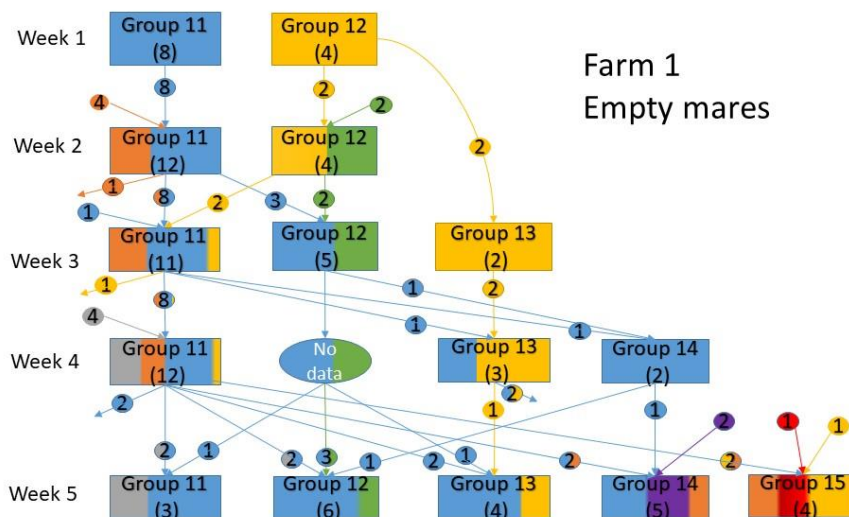 Group 11
(8)
Group 12
(4)
Week 1
Farm 1
Empty mares
8
2
4
2
2
Group 11
(12)
Group 12
(4)
Week 2
1
8
2
3
2
1
Group 11
(11)
Group 12
(5)
Group 13
(2)
Week 3
1
8
1
2
4
1
1
Group 11
(12)
No
data
Group 13
(3)
Group 14
(2)
Week 4
2
2
1
1
2
1
1
2
1
2
3
1
2
1
2
2
Group 11
(3)
Group 12
(6)
Group 13
(4)
Group 14
(5)
Group 15
(4)
Week 5